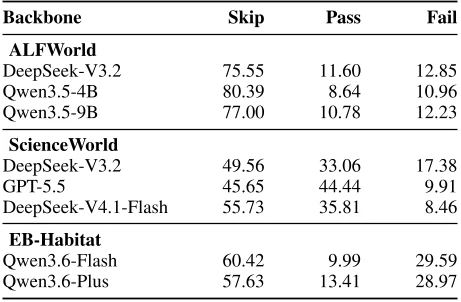 Backbone Skip Pass Fail
ALFWorld
DeepSeek-V3.2 75.55 11.60 12.85
Qwen3.5-4B 80.39 8.64 10.96
Qwen3.5-9B 77.00 10.78 12.23
ScienceWorld
DeepSeek-V3.2 49.56 33.06 17.38
GPT-5.5 45.65 44.44 9.91
DeepSeek-V4.1-Flash 55.73 35.81 8.46
EB-Habitat
Qwen3.6-Flash 60.42 9.99 29.59
Qwen3.6-Plus 57.63 13.41 28.97